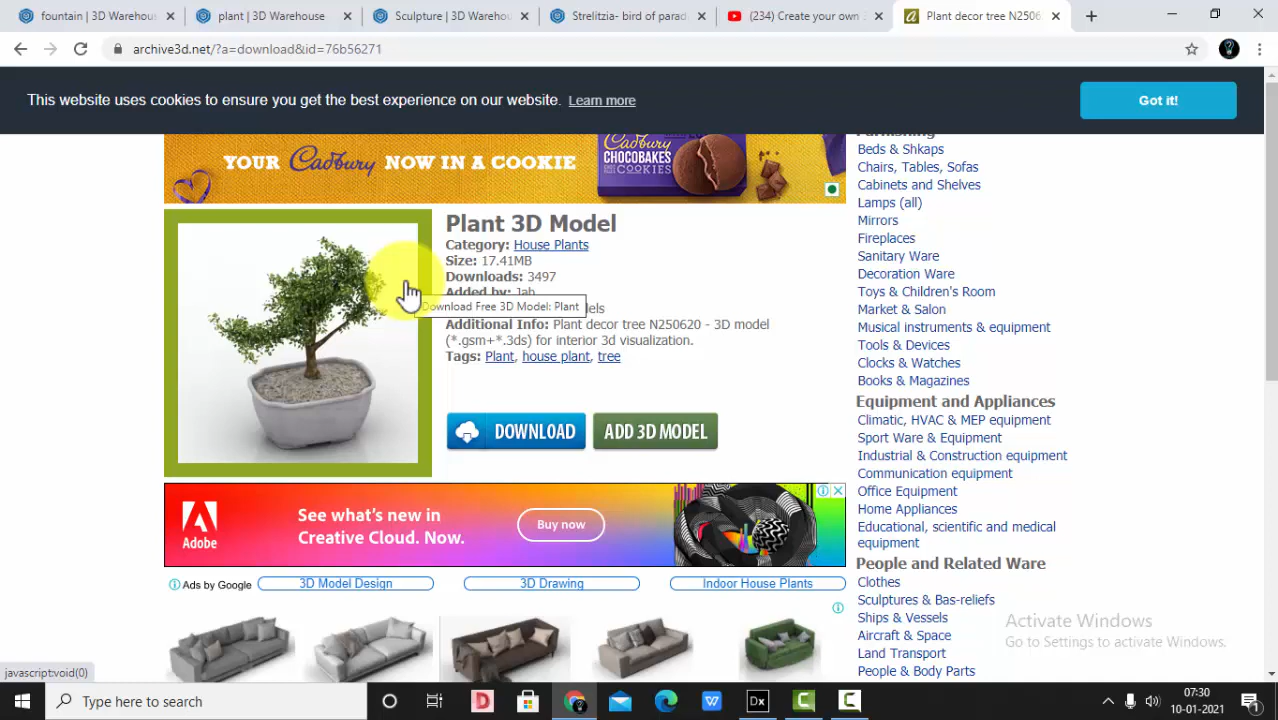 fountain | 3D Warehous
plant | 3D Warehouse
Sculpture | 3D Warehou
Strelitzia- bird of parad
(234) Create your own
Plant decor tree N2506
archive3d.net/?a=download&id=76b56271
This website uses cookies to ensure you get the best experience on our website. Learn more
Got it!
YOUR Cadbury NOW IN A COOKIE
Cadbury
CHOCOBAKES
COOKIES
Plant 3D Model
Category: House Plants
Size: 17.41MB
Downloads: 3497
Added by: Jab
Download Free 3D Model: Plant
els
Additional Info: Plant decor tree N250620 - 3D model
(*.gsm+*.3ds) for interior 3d visualization.
Tags: Plant, house plant, tree
DOWNLOAD
ADD 3D MODEL
Adobe
See what's new in
Creative Cloud. Now.
Buy now
Ads by Google
3D Model Design
3D Drawing
Indoor House Plants
Furnishing
Beds & Shkaps
Chairs, Tables, Sofas
Cabinets and Shelves
Lamps (all)
Mirrors
Fireplaces
Sanitary Ware
Decoration Ware
Toys & Children's Room
Market & Salon
Musical instruments & equipment
Tools & Devices
Clocks & Watches
Books & Magazines
Equipment and Appliances
Climatic, HVAC & MEP equipment
Sport Ware & Equipment
Industrial & Construction equipment
Communication equipment
Office Equipment
Home Appliances
Educational, scientific and medical
equipment
People and Related Ware
Clothes
Sculptures & Bas-reliefs
Ships & Vessels
Aircraft & Space
Land Transport
People & Body Parts
Activate Windows
Go to Settings to activate Windows.
javascript:void(0)
Type here to search
07:30
10-01-2021